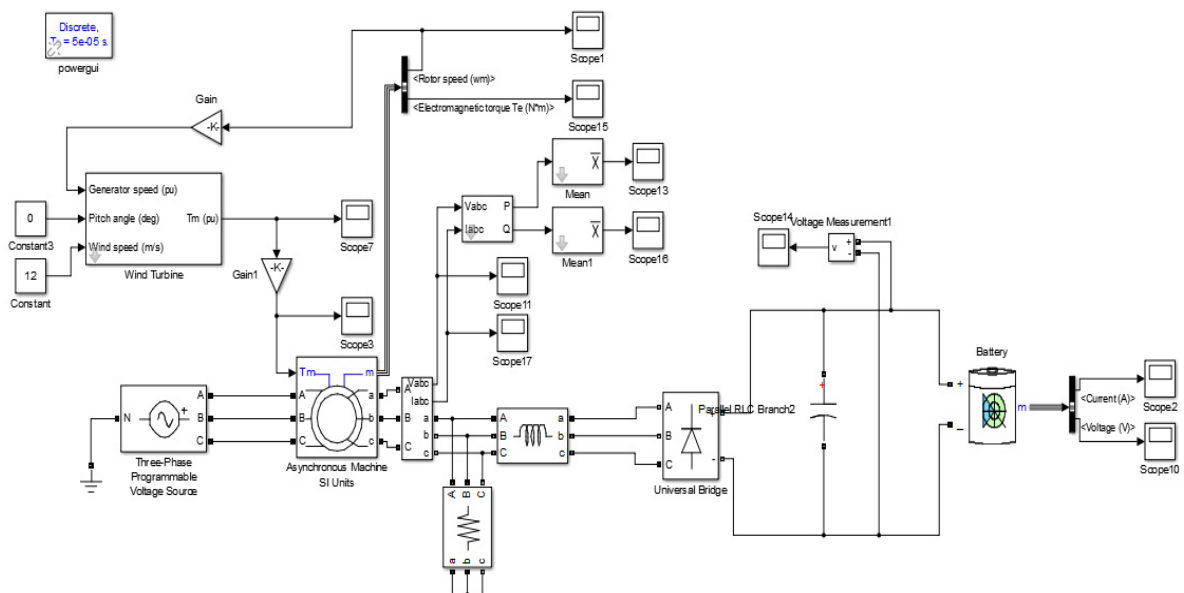 Discrete,
= 5e-05 s.
powergui
Scope1
<Rotor speed (wm)>
<Electromagnetic torque Te (N*m)>
Scope15
Gain
-K-
Generator speed (pu)
Pitch angle (deg)
Wind speed (m/s)
Tm (pu)
Wind Turbine
0
Constant3
12
Constant
Scope7
Gain1
-K-
Scope3
Mean
Scope13
Vabc
Iabc
P
Q
Mean1
Scope16
Scope11
Scope17
Scope14
Voltage Measurement1
v
+
-
N
+
A
B
C
Three-Phase
Programmable
Voltage Source
Tm
m
A
B
C
a
b
c
Asynchronous Machine
SI Units
Vabc
Iabc
A
B
C
a
b
c
A
B
C
a
b
c
A
B
C
a
b
c
A
B
C
+
-
Universal Bridge
Parallel RLC Branch2
+
Battery
+
m
−
<Current (A)>
Scope2
<Voltage (V)>
Scope10